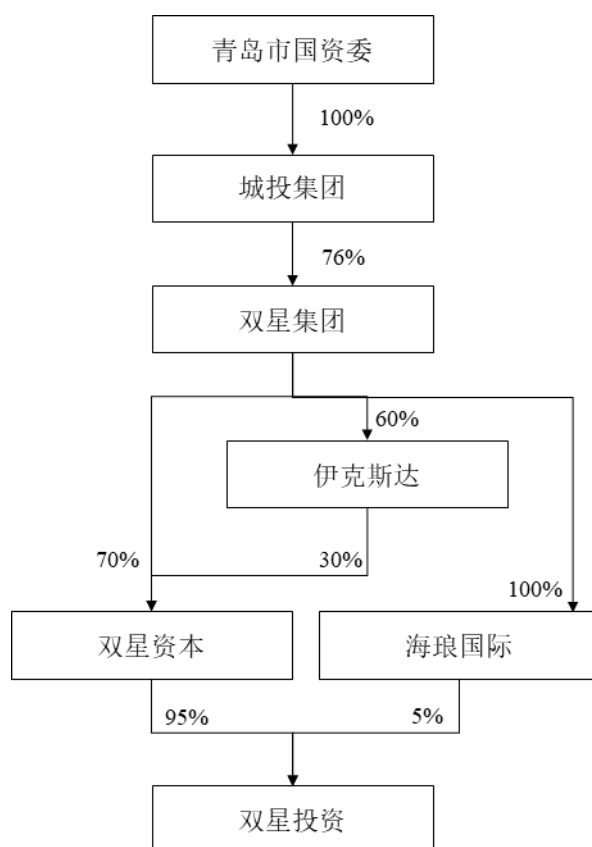 青岛市国资委
100%
城投集团
76%
双星集团
60%
伊克斯达
70%
30%
100%
双星资本
海琅国际
95%
5%
双星投资